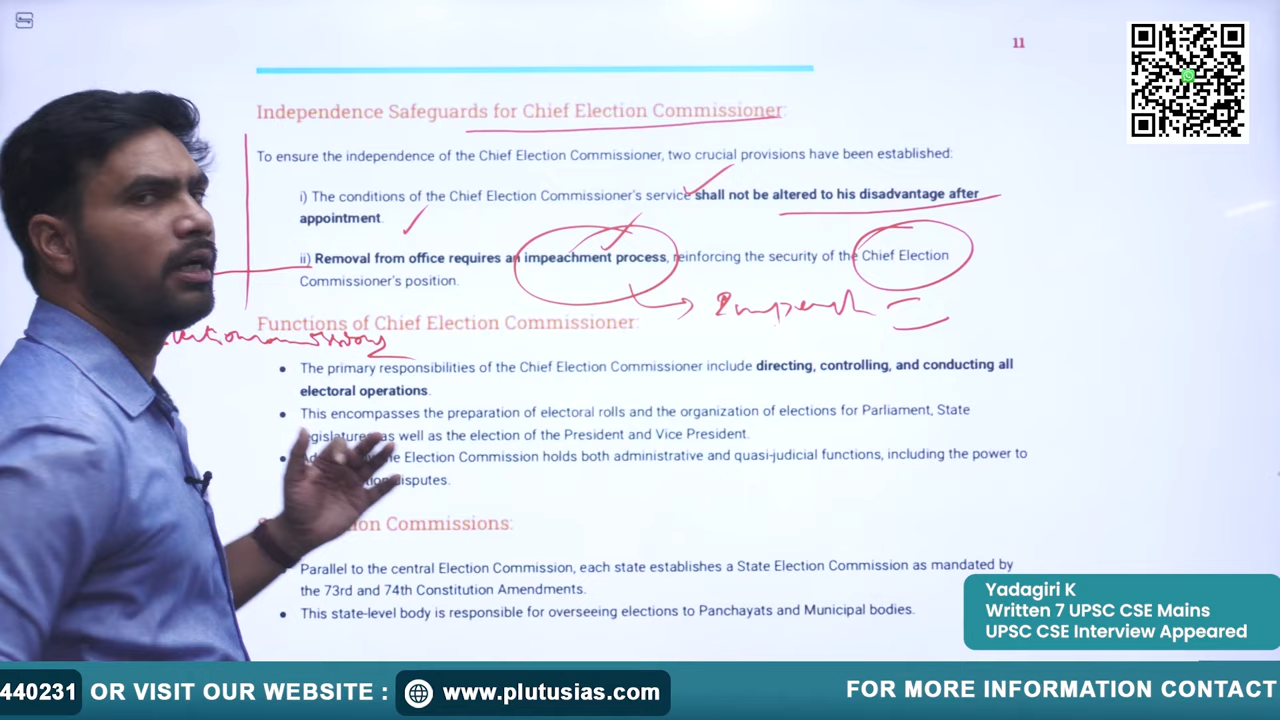 11
Independence Safeguards for Chief Election Commissioner:
To ensure the independence of the Chief Election Commissioner, two crucial provisions have been established:
i) The conditions of the Chief Election Commissioner's service shall not be altered to his disadvantage after
appointment.
ii) Removal from office requires an impeachment process, reinforcing the security of the Chief Election
Commissioner's position.
Functions of Chief Election Commissioner:
The primary responsibilities of the Chief Election Commissioner include directing, controlling, and conducting all
electoral operations.
This encompasses the preparation of electoral rolls and the organization of elections for Parliament, State
as well as the election of the President and Vice President.
Election Commission holds both administrative and quasi-judicial functions, including the power to
disputes.
Commissions:
Parallel to the central Election Commission, each state establishes a State Election Commission as mandated by
the 73rd and 74th Constitution Amendments.
This state-level body is responsible for overseeing elections to Panchayats and Municipal bodies.
Yadagiri K
Written 7 UPSC CSE Mains
UPSC CSE Interview Appeared
440231 OR VISIT OUR WEBSITE : www.plutusias.com FOR MORE INFORMATION CONTACT